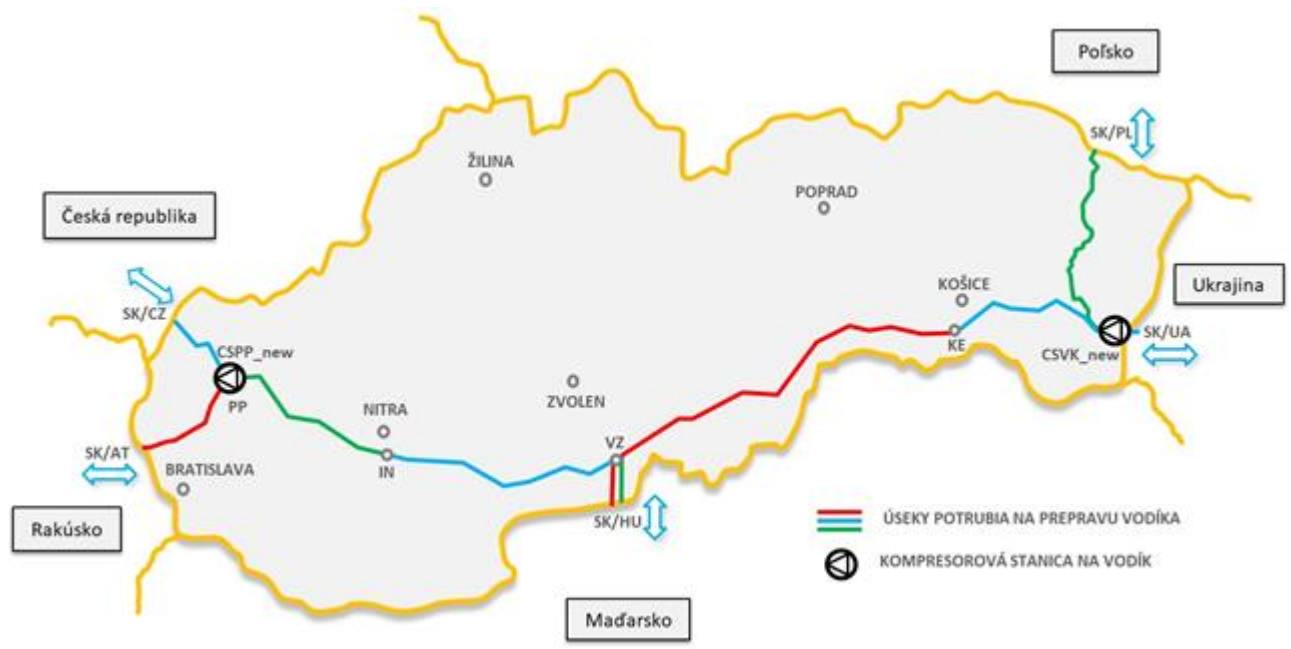 Poľsko
SK/PL
ŽILINA
POPRAD
Česká republika
Ukrajina
KOŠICE
SK/CZ
KE
SK/UA
CSPP_new
CSVK_new
PP
ZVOLEN
NITRA
VZ
SK/AT
IN
BRATISLAVA
SK/HU
ÚSEKY POTRUBIA NA PREPRAVU VODÍKA
Rakúsko
KOMPRESOROVÁ STANICA NA VODÍK
Maďarsko